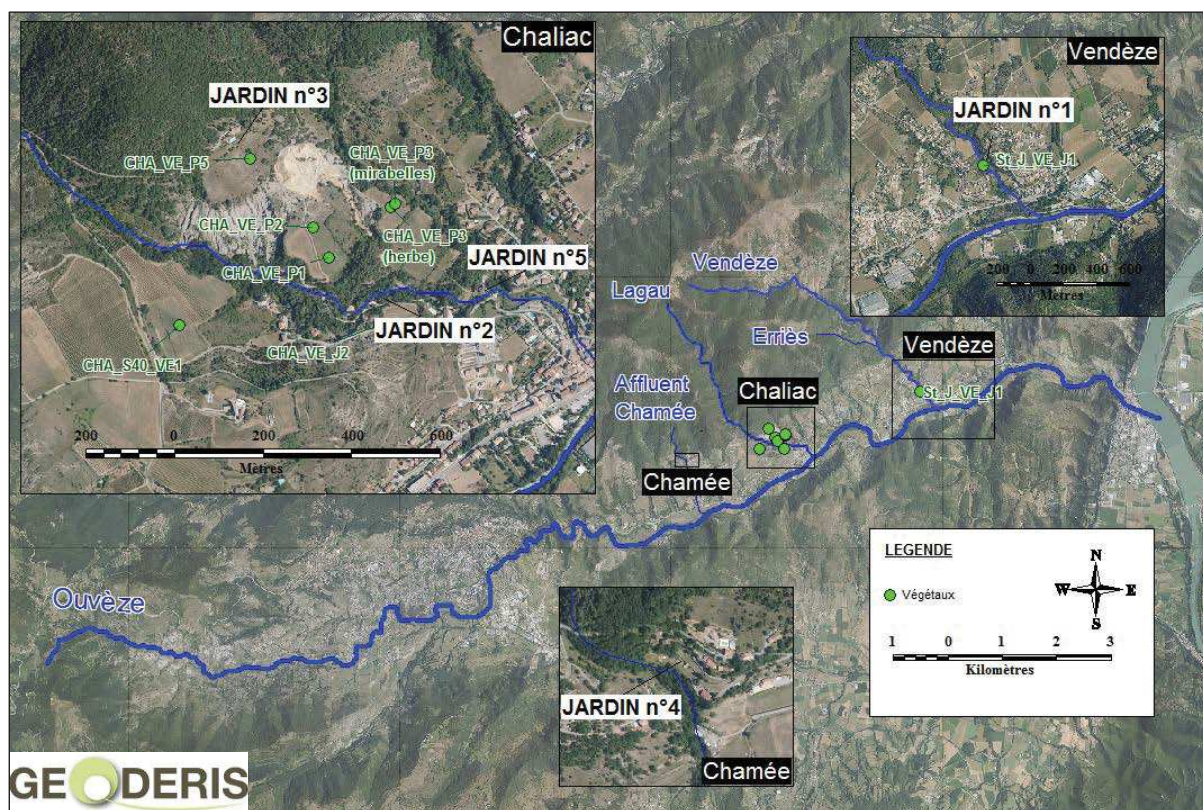 Chaliac
JARDIN n°3
CHA_VE_P5
CHA_VE_P3
(mirabelles)
CHA_VE_P2
CHA_VE_P3
(herbe)
CHA_VE_P1
JARDIN n°5
JARDIN n°2
CHA_VE_J2
CHA_S40_VE1
200 0 200 400 600
Mètres
Vendèze
JARDIN n°1
St_J_VE_J1
200 0 200 400 600
Mètres
Vendèze
Lagau
Erriès
Vendèze
Affluent
Chamée
Chaliac
St_J_VE_J1
Chamée
Ouvèze
JARDIN n°4
Chamée
LEGENDE
Végétaux
N
W E
S
1 0 1 2 3
Kilomètres
GEODERIS